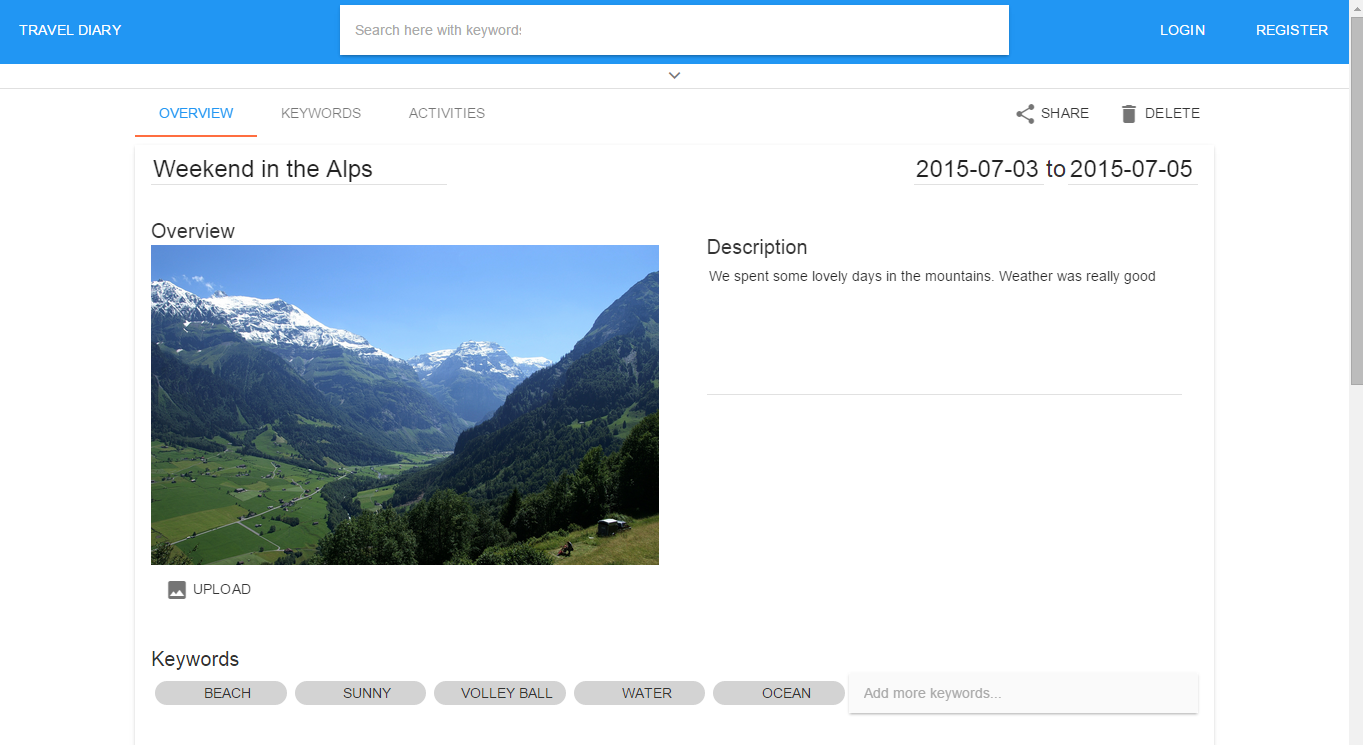 TRAVEL DIARY
Search here with keywords
LOGIN
REGISTER
OVERVIEW
KEYWORDS
ACTIVITIES
SHARE
DELETE
Weekend in the Alps
2015-07-03 to 2015-07-05
Overview
Description
We spent some lovely days in the mountains. Weather was really good
UPLOAD
Keywords
BEACH
SUNNY
VOLLEY BALL
WATER
OCEAN
Add more keywords...